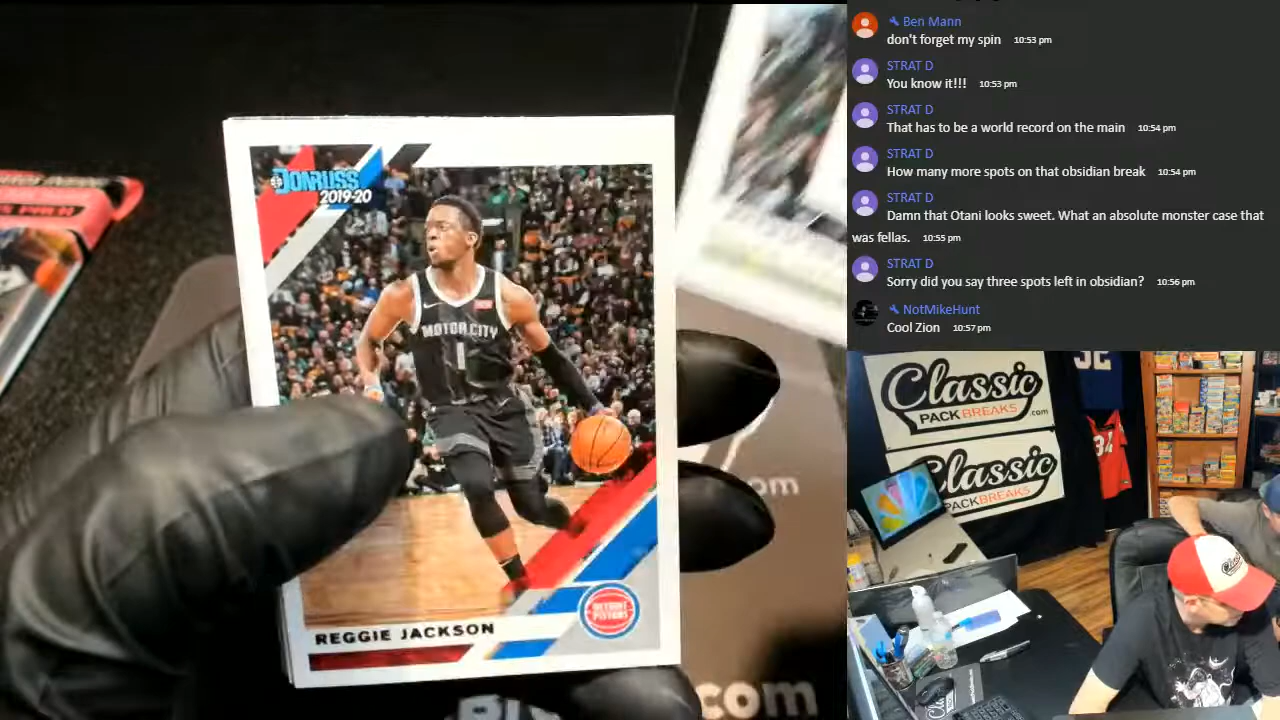 DONRUSS
2019-20
MOTOR CITY
1
REGGIE JACKSON
DETROIT
PISTONS
.com
Ben Mann
don't forget my spin 10:53 pm
STRAT D
You know it!!! 10:53 pm
STRAT D
That has to be a world record on the main 10:54 pm
STRAT D
How many more spots on that obsidian break 10:54 pm
STRAT D
Damn that Otani looks sweet. What an absolute monster case that
was fellas. 10:55 pm
STRAT D
Sorry did you say three spots left in obsidian? 10:56 pm
NotMikeHunt
Cool Zion 10:57 pm
Classic
PACKBREAKS.com
Classic
PACKBREAKS
32
34
Classic